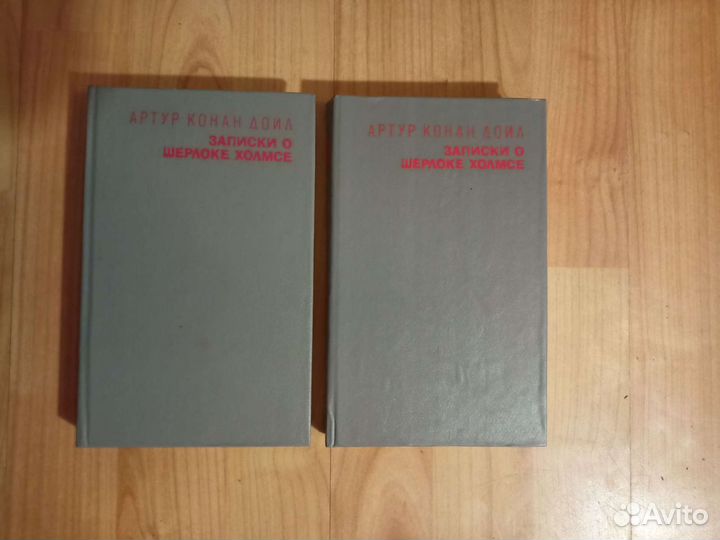 АРТУР КОНАН ДОЙЛ
ЗАПИСКИ О
ШЕРЛОКЕ ХОЛМСЕ
АРТУР КОНАН ДОЙЛ
ЗАПИСКИ О
ШЕРЛОКЕ ХОЛМСЕ
Avito